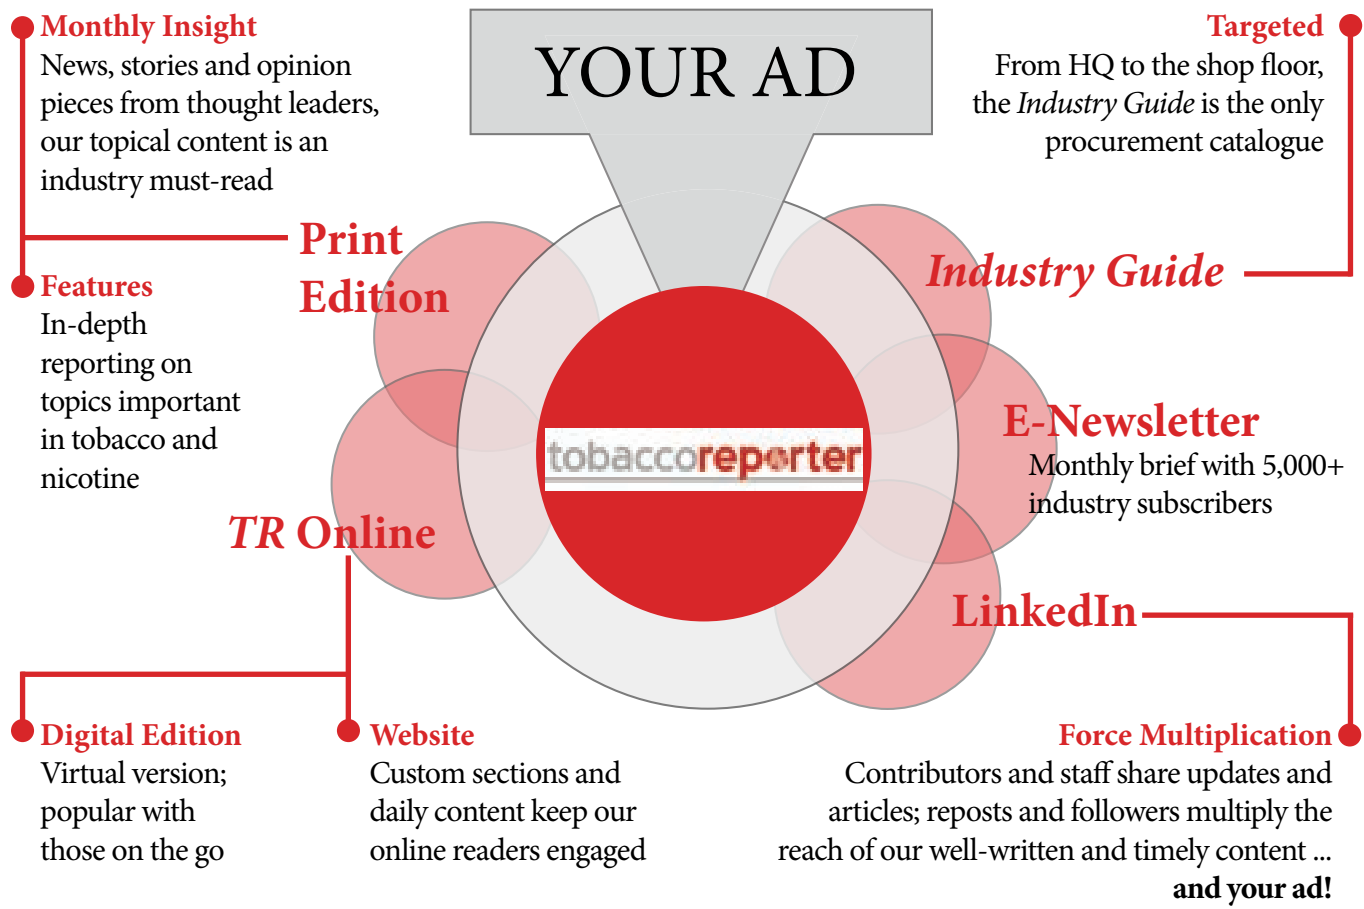 Monthly Insight
News, stories and opinion
pieces from thought leaders,
our topical content is an
industry must-read
YOUR AD
Targeted
From HQ to the shop floor,
the Industry Guide is the only
procurement catalogue
Print
Edition
Features
In-depth
reporting on
topics important
in tobacco and
nicotine
Industry Guide
E-Newsletter
Monthly brief with 5,000+
industry subscribers
tobaccoreporter
TR Online
LinkedIn
Digital Edition
Virtual version;
popular with
those on the go
Website
Custom sections and
daily content keep our
online readers engaged
Force Multiplication
Contributors and staff share updates and
articles; reposts and followers multiply the
reach of our well-written and timely content ...
and your ad!